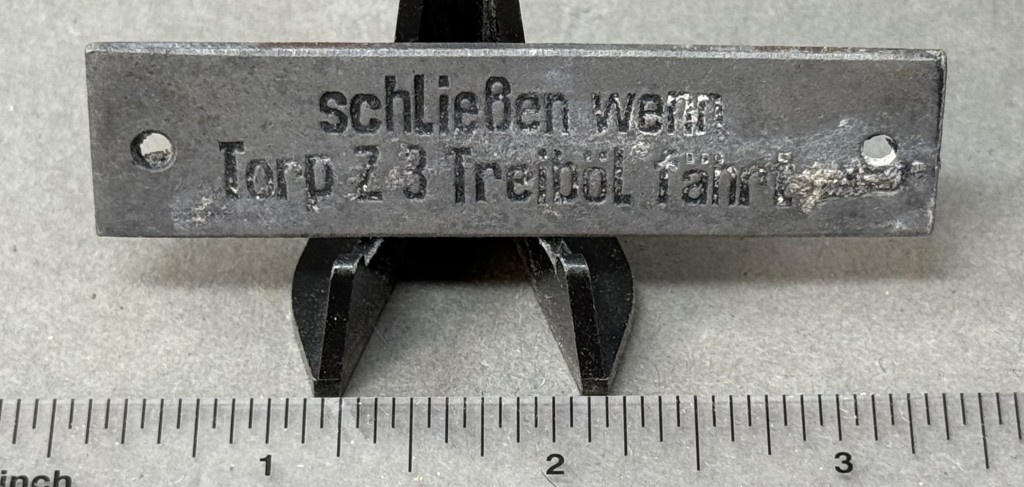 schließen wenn
Torp Z 3 Treiböl fährt
1 2 3
inch